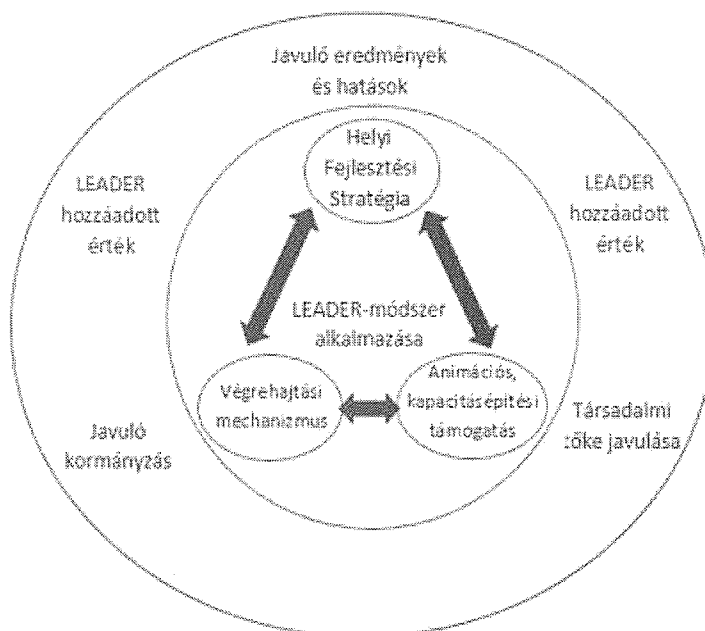 Javuló eredmények
és hatások
Helyi
Fejlesztési
Stratégia
LEADER
hozzáadott
érték
LEADER
hozzáadott
érték
LEADER-módszer
alkalmazása
Végrehajtási
mechanizmus
Animációs,
kapacitásépítési
támogatás
Javuló
kormányzás
Társadalmi
tőke javulása